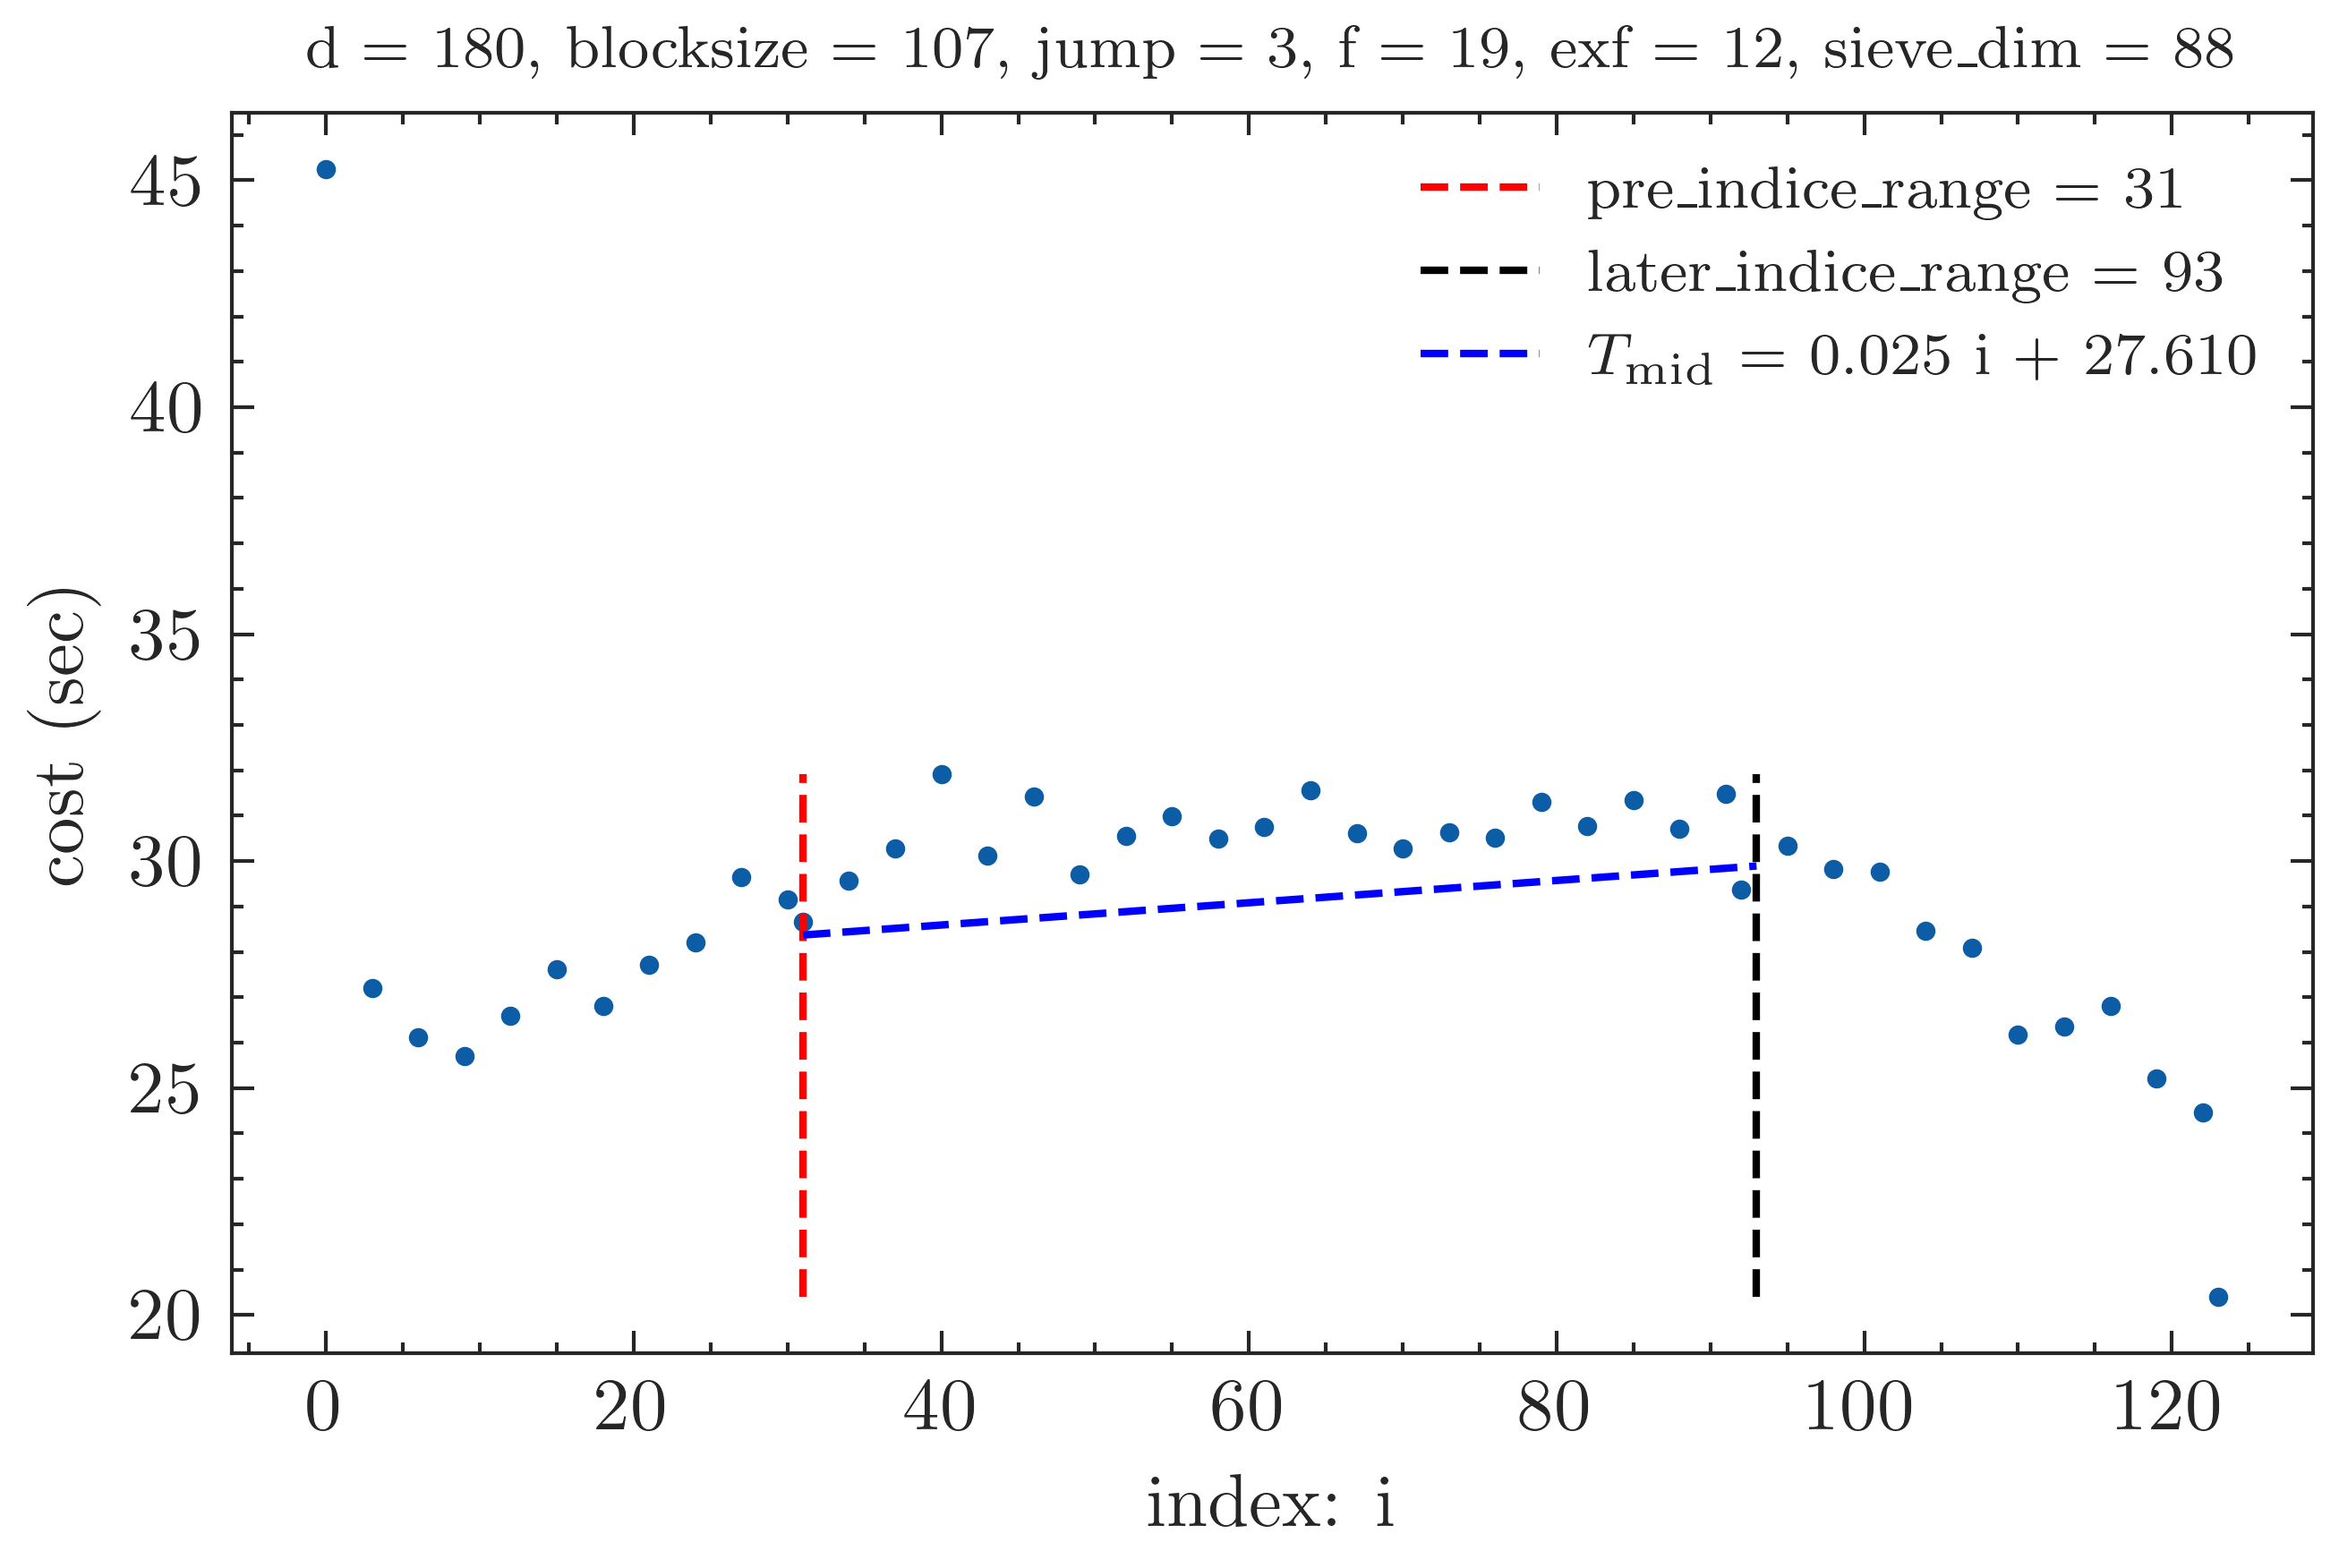 d = 180, blocksize = 107, jump = 3, f = 19, exf = 12, sieve_dim = 88
pre_indice_range = 31
later_indice_range = 93
T_mid = 0.025 i + 27.610
cost (sec)
45
40
35
30
25
20
0 20 40 60 80 100 120
index: i